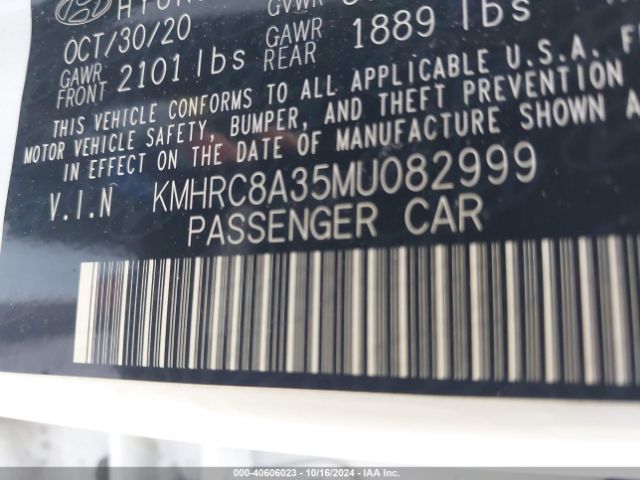 OCT/30/20
GVWR
GAWR FRONT 2101 lbs GAWR REAR 1889 lbs
THIS VEHICLE CONFORMS TO ALL APPLICABLE U.S.A.
MOTOR VEHICLE SAFETY, BUMPER, AND THEFT PREVENTION
IN EFFECT ON THE DATE OF MANUFACTURE SHOWN
V.I.N KMHRC8A35MU082999
PASSENGER CAR
000-40606023 | 10/16/2024 | © Copyright IAA, Inc.